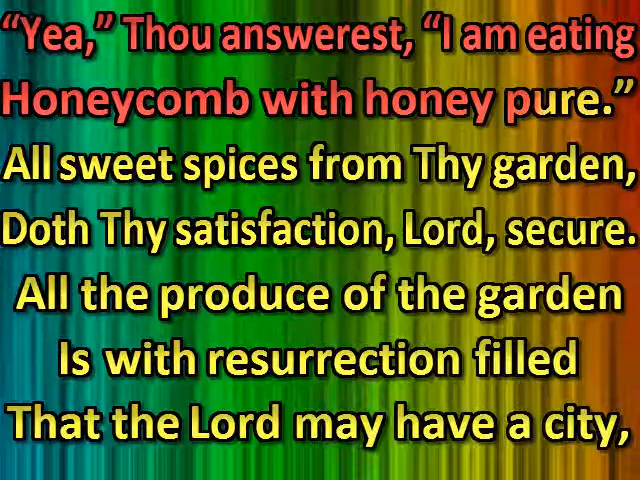 “Yea,” Thou answerest, “I am eating
Honeycomb with honey pure.”
All sweet spices from Thy garden,
Doth Thy satisfaction, Lord, secure.
All the produce of the garden
Is with resurrection filled
That the Lord may have a city,